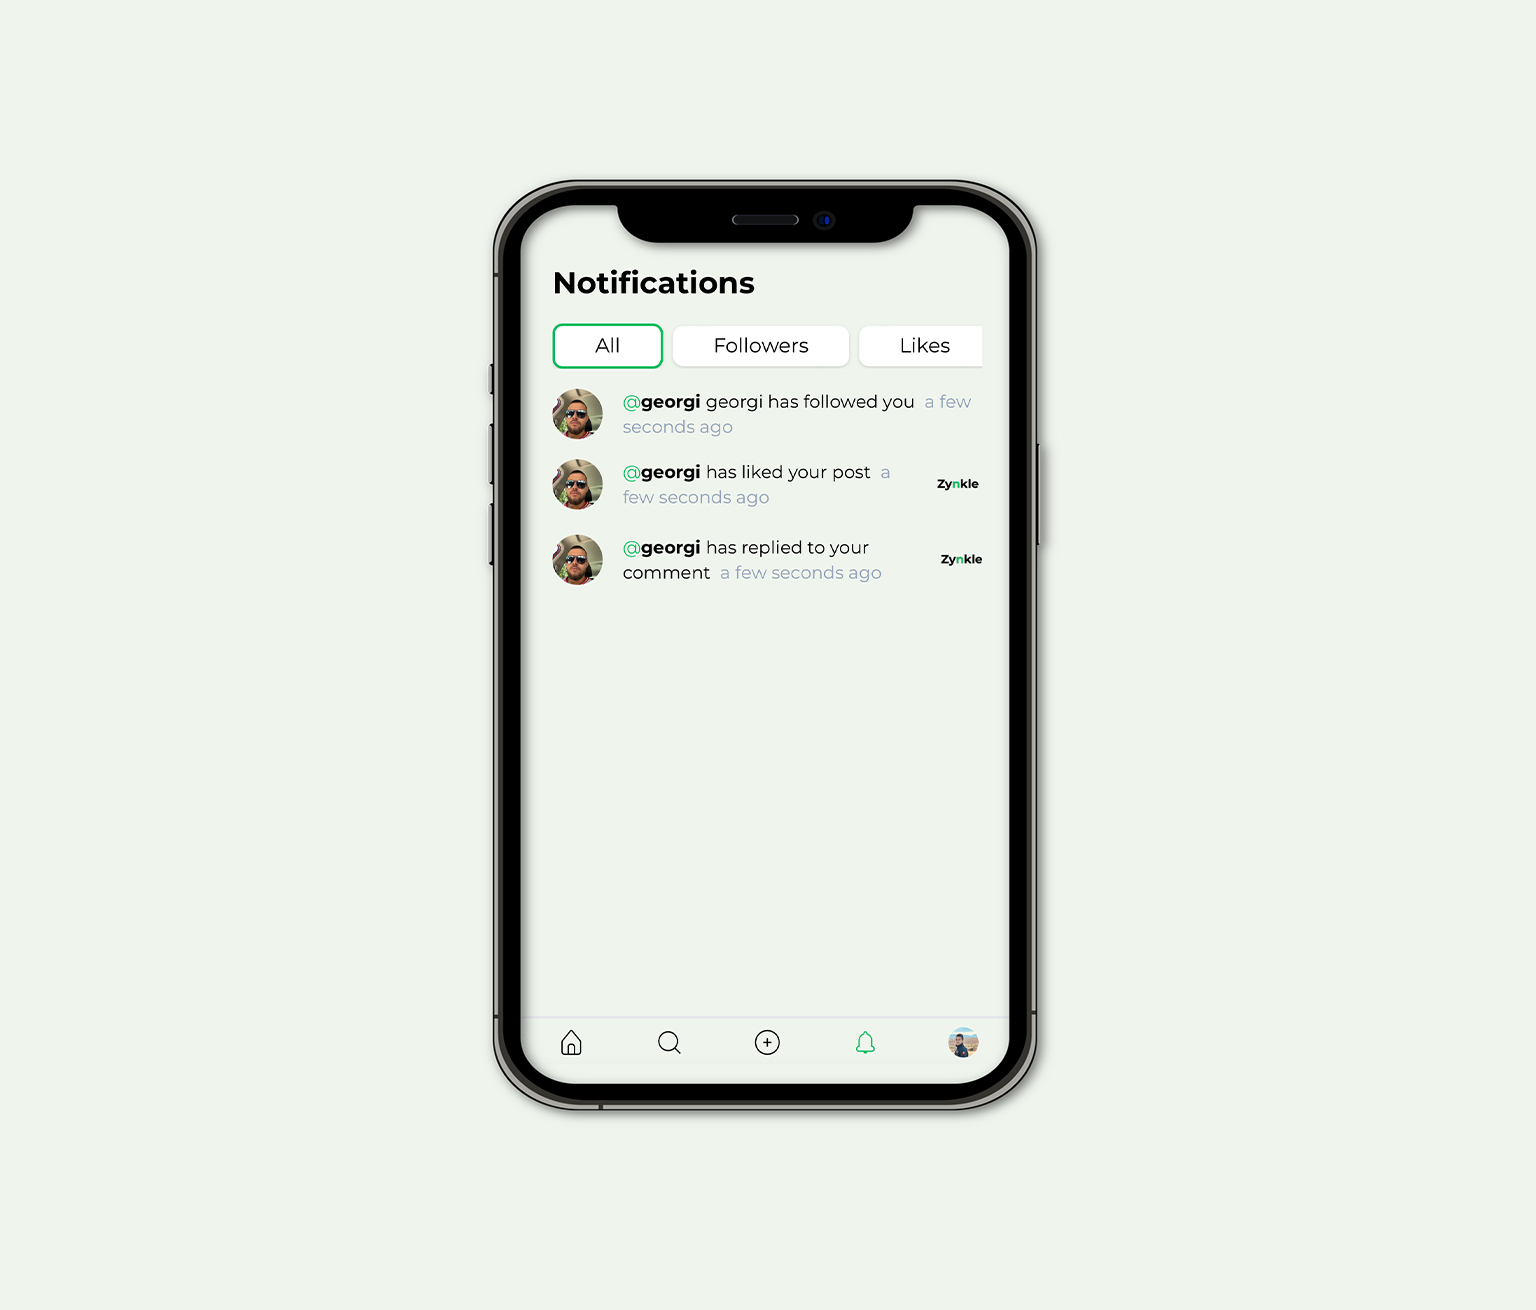 Notifications
All
Followers
Likes
@georgi georgi has followed you a few
seconds ago
@georgi has liked your post a
few seconds ago
Zynkle
@georgi has replied to your
comment a few seconds ago
Zynkle